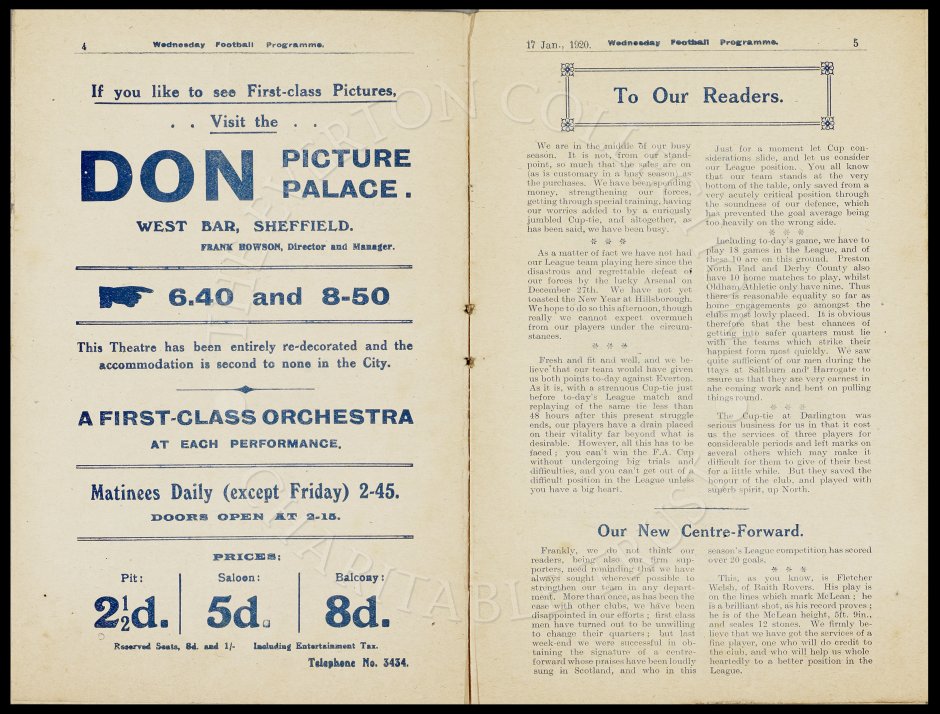 4
Wednesday Football Programme.
If you like to see First-class Pictures,
. . Visit the . .
DON PICTURE
PALACE.
WEST BAR, SHEFFIELD.
FRANK HOWSON, Director and Manager.
6.40 and 8-50
This Theatre has been entirely re-decorated and the
accommodation is second to none in the City.
A FIRST-CLASS ORCHESTRA
AT EACH PERFORMANCE,
Matinees Daily (except Friday) 2-45.
DOORS OPEN AT 2-15.
PRICES:
Pit: Saloon: Balcony:
2½d. 5d. 8d.
Reserved Seats, 8d. and 1/- Including Entertainment Tax.
Telephone No. 3434.
17 Jan., 1920. Wednesday Football Programme. 5
To Our Readers.
We are in the middle of our busy
season. It is not, from our stand-
point, so much that the sales are on
(as is customary in a busy season) as
the purchases. We have been spending
money, strengthening our forces,
getting through special training, having
our worries added to by a curiously
jumbled Cup-tie, and altogether, as
has been said, we have been busy.
* * *
As a matter of fact we have not had
our League team playing here since the
disastrous and regrettable defeat of
our forces by the lucky Arsenal on
December 27th. We have not yet
toasted the New Year at Hillsborough.
We hope to do so this afternoon, though
really we cannot expect overmuch
from our players under the circum-
stances.
* * *
Fresh and fit and well, and we be-
lieve that our team would have given
us both points to-day against Everton.
As it is, with a strenuous Cup-tie just
before to-day's League match and
replaying of the same tie less than
48 hours after this present struggle
ends, our players have a drain placed
on their vitality far beyond what is
desirable. However, all this has to be
faced; you can't win the F.A. Cup
without undergoing big trials and
difficulties, and you can't get out of a
difficult position in the League unless
you have a big heart.
Just for a moment let Cup con-
siderations slide, and let us consider
our League position. You all know
that our team stands at the very
bottom of the table, only saved from a
very acutely critical position through
the soundness of our defence, which
has prevented the goal average being
too heavily on the wrong side.
* * *
Including to-day's game, we have to
play 18 games in the League, and of
these 10 are on this ground. Preston
North End and Derby County also
have 10 home matches to play, whilst
Oldham Athletic only have nine. Thus
there is reasonable equality so far as
home engagements go amongst the
clubs most lowly placed. It is obvious
therefore that the best chances of
getting into safer quarters must lie
with the teams which strike their
happiest form most quickly. We saw
quite sufficient of our men during the
ttays at Saltburn and Harrogate to
assure us that they are very earnest in
ahe coming work and bent on pulling
things round.
* * *
The Cup-tie at Darlington was
serious business for us in that it cost
us the services of three players for
considerable periods and left marks on
several others which may make it
difficult for them to give of their best
for a little while. But they saved the
honour of the club, and played with
superb spirit, up North.
Our New Centre-Forward.
Frankly, we do not think our
readers, being also our firm sup-
porters, need reminding that we have
always sought wherever possible to
strengthen our team in any depart-
ment. More than once, as has been the
case with other clubs, we have been
disappointed in our efforts; first class
men have turned out to be unwilling
to change their quarters; but last
week-end we were successful in ob-
taining the signature of a centre-
forward whose praises have been loudly
sung in Scotland, and who in this
season's League competition has scored
over 20 goals.
* * *
This, as you know, is Fletcher
Welsh, of Raith Rovers. His play is
on the lines which mark McLean; he
is a brilliant shot, as his record proves;
he is of the McLean height, 5ft. 9in.,
and scales 12 stones. We firmly be-
lieve that we have got the services of a
fine player, one who will do credit to
the club, and who will help us whole
heartedly to a better position in the
League.